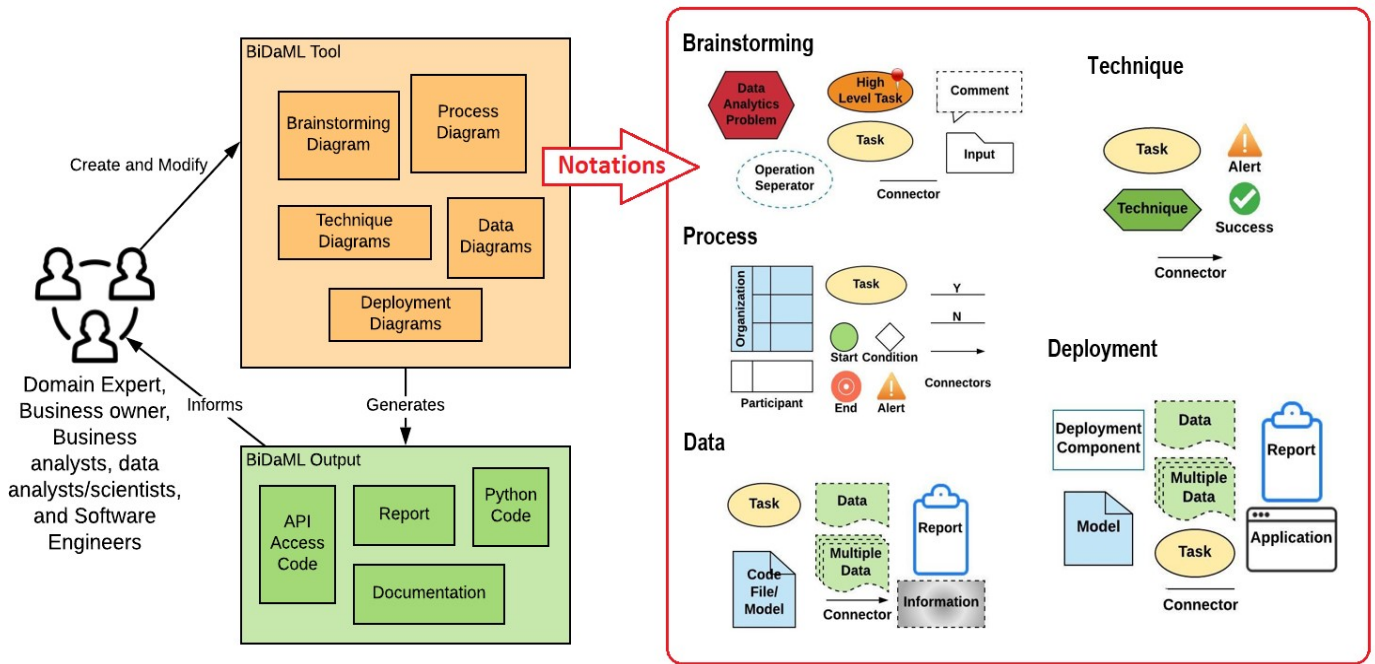 BiDaML Tool
Brainstorming
Diagram
Process
Diagram
Technique
Diagrams
Data
Diagrams
Deployment
Diagrams
Create and Modify
Domain Expert,
Business owner,
Business
analysts, data
analysts/scientists,
and Software
Engineers
Informs
Generates
BiDaML Output
API
Access
Code
Report
Python
Code
Documentation
Notations
Brainstorming
Data
Analytics
Problem
High
Level Task
Comment
Task
Input
Operation
Seperator
Connector
Process
Organization
Task
Y
N
Start
Condition
Connectors
Participant
End
Alert
Data
Task
Data
Report
Code
File/
Model
Multiple
Data
Connector
Information
Technique
Task
Alert
Technique
Success
Connector
Deployment
Deployment
Component
Data
Report
Multiple
Data
Model
Task
Application
Connector